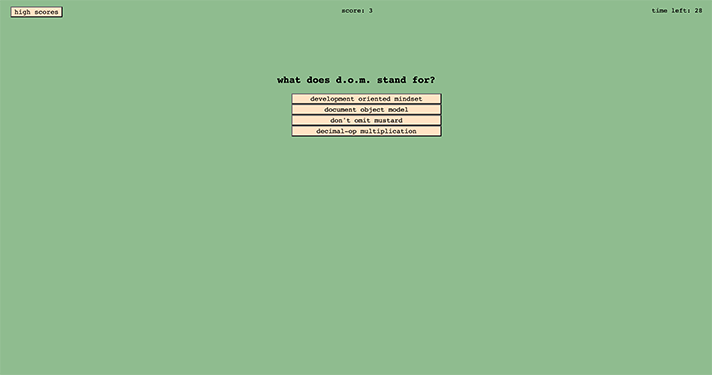 high scores
score: 3
time left: 28
what does d.o.m. stand for?
development oriented mindset
document object model
don't omit mustard
decimal-op multiplication